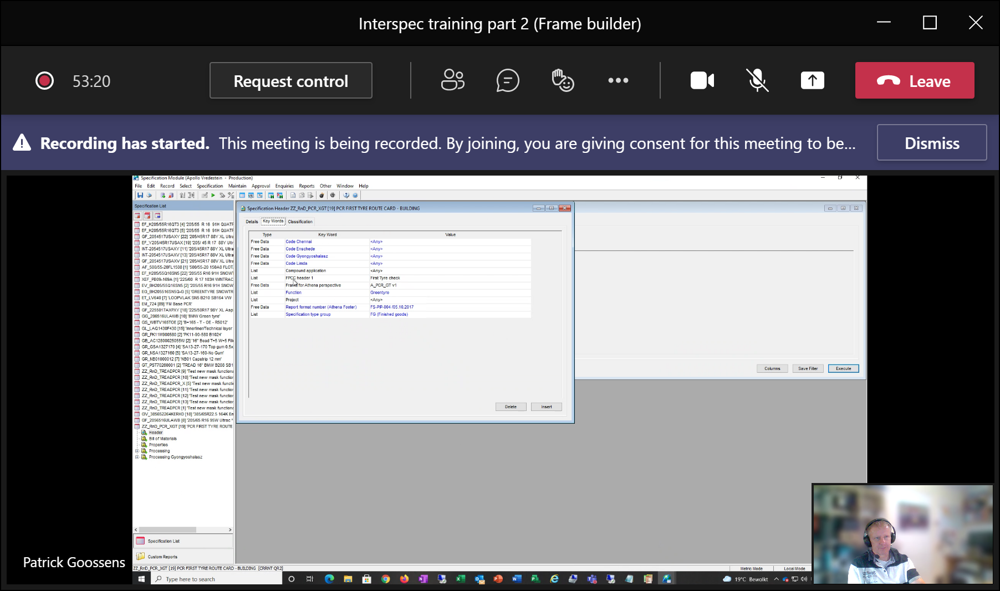 Interspec training part 2 (Frame builder)
53:20
Request control
Leave
Recording has started. This meeting is being recorded. By joining, you are giving consent for this meeting to be...
Dismiss
Specification Module (Apollo Vredestein - Production)
File Edit Record Select Specification Maintain Approval Enquiries Reports Other Window Help
Specification List
EF_H205/55R16QT3 [4] '205/55 R 16 91H QUATF
EF_H205/55R16QT3 [5] '205/55 R 16 91H QUATF
GF_2054517USAXY [22] '205/45R17 88Y XL Ultra
EF_Y205/45R17USAX [19] '205/ 45 R 17 88Y Ultr
INT-2054517USAXY [11] '205/45R17 88Y XL Ultra
INT-2054517USAXV [13] '205/45R17 88V XL Ultra
GF_2054517USAXV [21] '205/45R17 88V XL Ultra
AF_500/55-20FL1508 [1] '500/55-20 150A8 FLOT.
EF_H205/55Q16SN5 [22] '205/55 R16 91H SNOWT
XEF_PB09-169A [1] '225/60 R 17 103H WINTRAC
EV_BH205/55Q16SN5 [2] '205/55 R16 91H SNOW
EG_BH205516SN5Q-G [5] 'GREENTYRE SNOWTR
ET_LV640 [7] 'LOOPVLAK SN5 B210 SB164 VW
EM_724 [89] 'FM Base PCR'
GF_2255017AXPXY [18] '225/50R17 98Y XL Asp
GG_206516ULAWB [10] 'BMW Green tyre'
GS_WBTV165TOE [2] 'B=165 - T - OE - R5012'
GL_LAQ1430F430 [15] 'Innerliner/Technical layer
GR_PK11M900580 [2] 'PK11-90-580 B1024'
GB_AC12800025055W [2] '16" Bead T=5 W=5 Fill
GR_GSA1327170 [4] 'SA13-27-170 Top gum 0.5x
GR_NSA1327160 [5] 'SA13-27-160-No Gum'
GR_NB01000012 [7] 'NB01 Capstrip 12 mm'
GT_PST70260001 [2] 'TREAD 16" BMW B208 SB1
ZZ_RnD_TREADPCR [9] 'Test new mask functiona
ZZ_RnD_TREADPCR [10] 'Test new mask function
ZZ_RnD_TREADPCR_X [5] 'Test new mask functi
ZZ_RnD_TREADPCR [11] 'Test new mask function
ZZ_RnD_TREADPCR [12] 'Test new mask function
ZZ_RnD_TREADPCR [13] 'Test new mask function
ZZ_RnD_TREADPCR [1] 'Test new mask functiona
GV_385652264KERHD [18] '385/65R22.5 164K En
GF_2056516ULAWB [8] '205/65 R 16 95W Ultrac *
ZZ_RnD_PCR_XGT [19] 'PCR FIRST TYRE ROUTE
Header
Bill of Materials
Properties
Processing
Processing Gyongyoshalasz
Specification List
Custom Reports
Specification Header ZZ_RnD_PCR_XGT [19] PCR FIRST TYRE ROUTE CARD - BUILDING
Details Key Words Classification
Type Key Word Value
Free Data Code Chennai <Any>
Free Data Code Enschede <Any>
Free Data Code Gyongyoshalasz <Any>
Free Data Code Limda <Any>
List Compound application <Any>
List FPCC header 1 First Tyre check
Free Data Frame for Athena perspective A_PCR_GT v1
List Function Greentyre
List Project <Any>
Free Data Report format number (Athena Footer) FS-PIP-004 /05.10.2017
List Specification type group FG (Finished goods)
Delete Insert
Columns Save Filter Execute
Patrick Goossens
ZZ_RnD_PCR_XGT [19] PCR FIRST TYRE ROUTE CARD - BUILDING [CRRNT QR2]
Metric Mode Local Mode
Type here to search
19°C Bewolkt